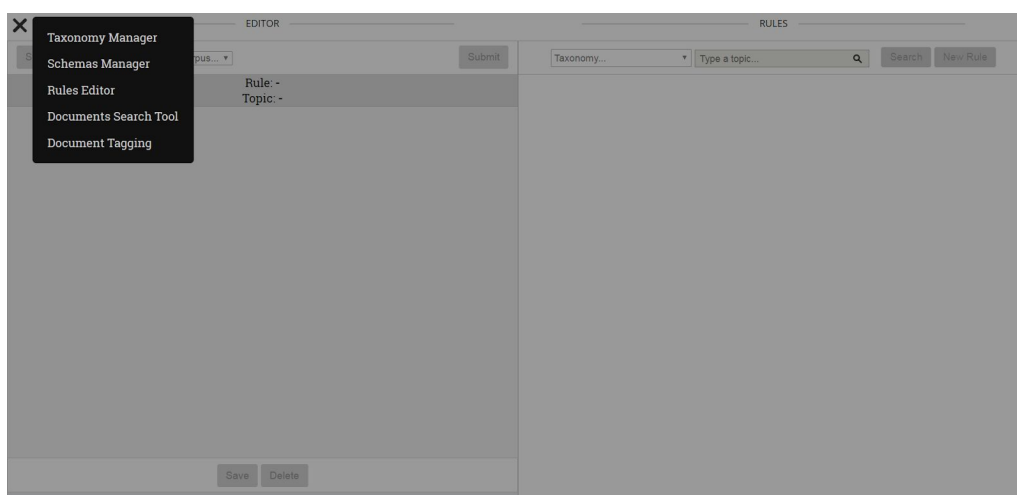 EDITOR
RULES
Taxonomy Manager
Schemas Manager
Rules Editor
Documents Search Tool
Document Tagging
Submit
Taxonomy...
Type a topic...
Search
New Rule
Rule: -
Topic: -
Save
Delete